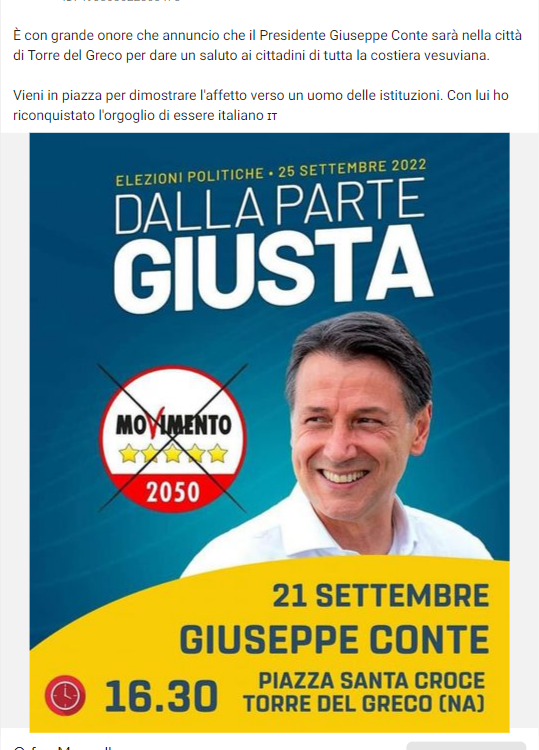 È con grande onore che annuncio che il Presidente Giuseppe Conte sarà nella città
di Torre del Greco per dare un saluto ai cittadini di tutta la costiera vesuviana.
Vieni in piazza per dimostrare l'affetto verso un uomo delle istituzioni. Con lui ho
riconquistato l'orgoglio di essere italiano IT
ELEZIONI POLITICHE • 25 SETTEMBRE 2022
DALLA PARTE
GIUSTA
MOVIMENTO
2050
21 SETTEMBRE
GIUSEPPE CONTE
16.30
PIAZZA SANTA CROCE
TORRE DEL GRECO (NA)